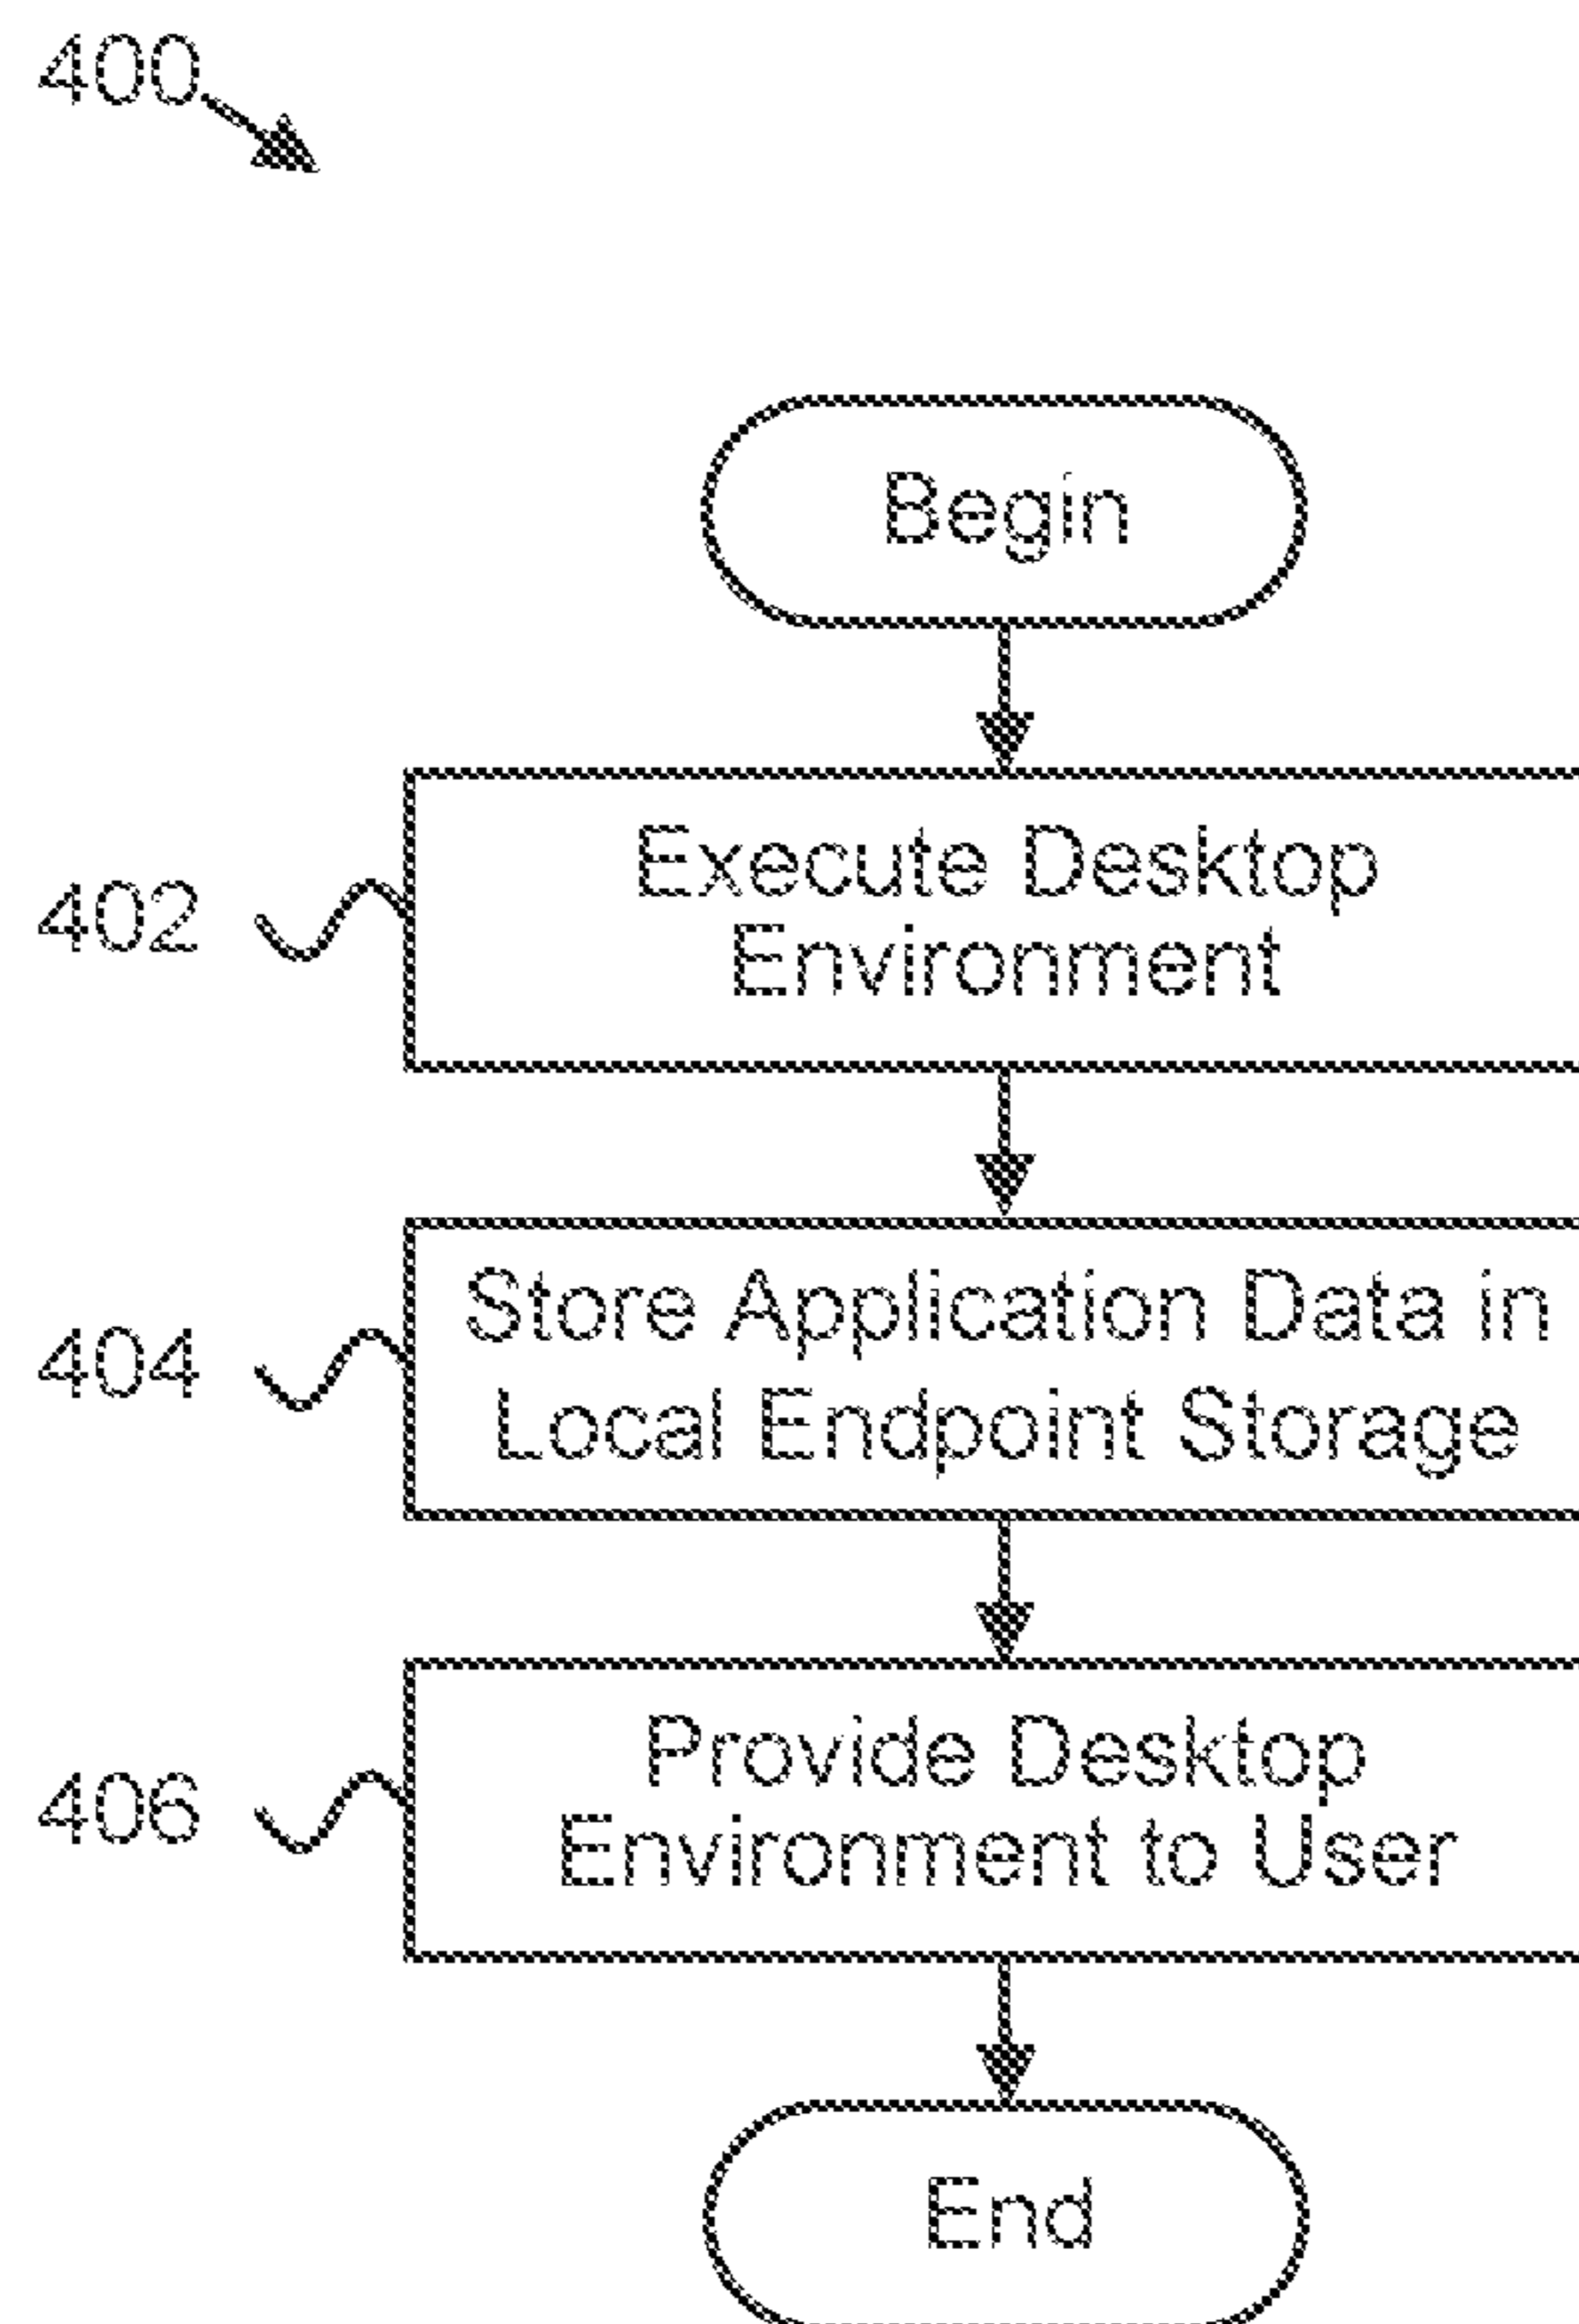 400
Begin
402
Execute Desktop
Environment
404
Store Application Data in
Local Endpoint Storage
406
Provide Desktop
Environment to User
End